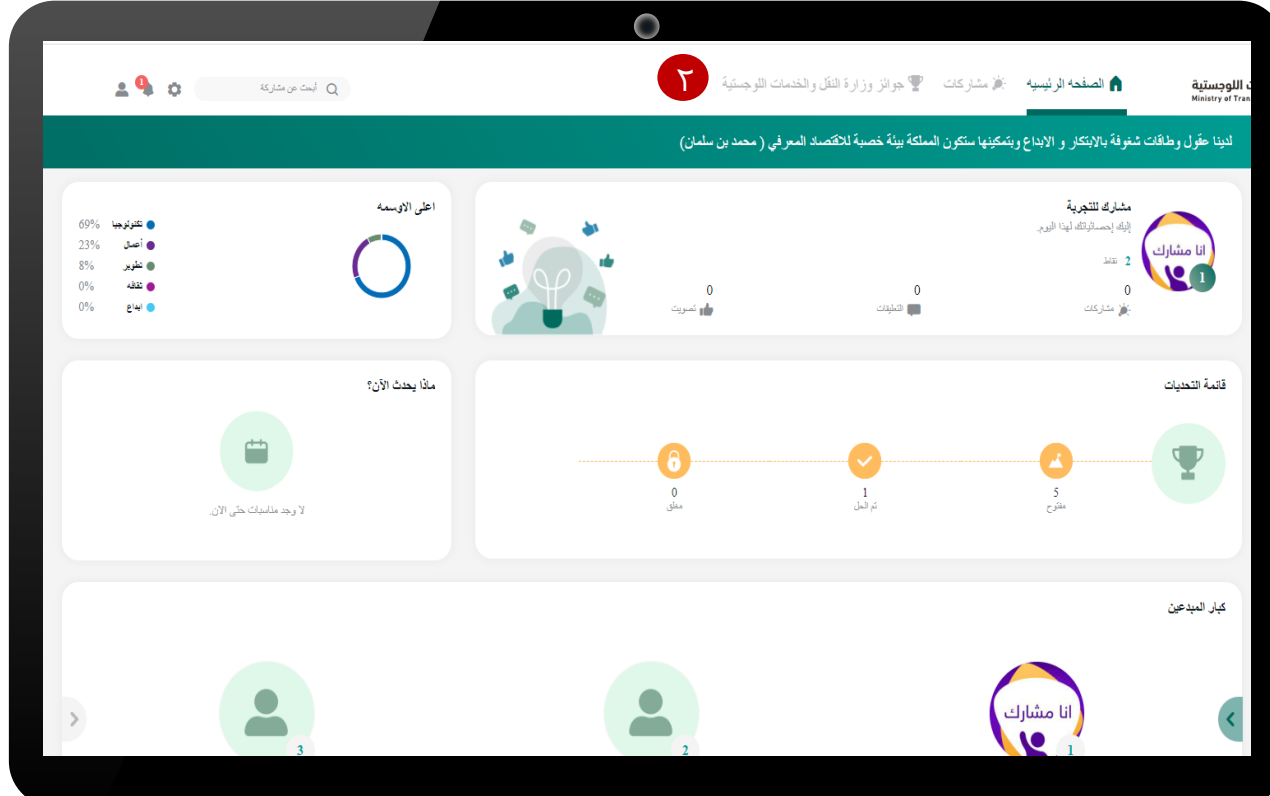 ت اللوجستية
Ministry of Tran
الصفحه الرئيسيه
مشاركات
جوائز وزارة النقل والخدمات اللوجستية
٢
أبحث عن مشاركة
1
لدينا عقول وطاقات شغوفة بالابتكار و الابداع وبتمكينها ستكون المملكة بيئة خصبة للاقتصاد المعرفي ( محمد بن سلمان)
مشارك للتجربة
إليك إحصائياتك لهذا اليوم.
2 نقاط
انا مشارك
1
0
مشاركات
0
التعليقات
0
تصويت
اعلى الاوسمه
تكنولوجيا 69%
أعمال 23%
تطوير 8%
ثقافه 0%
ابداع 0%
قائمة التحديات
5
مفتوح
1
تم الحل
0
مغلق
ماذا يحدث الآن؟
لا وجد مناسبات حتى الان.
كبار المبدعين
انا مشارك
1
2
3